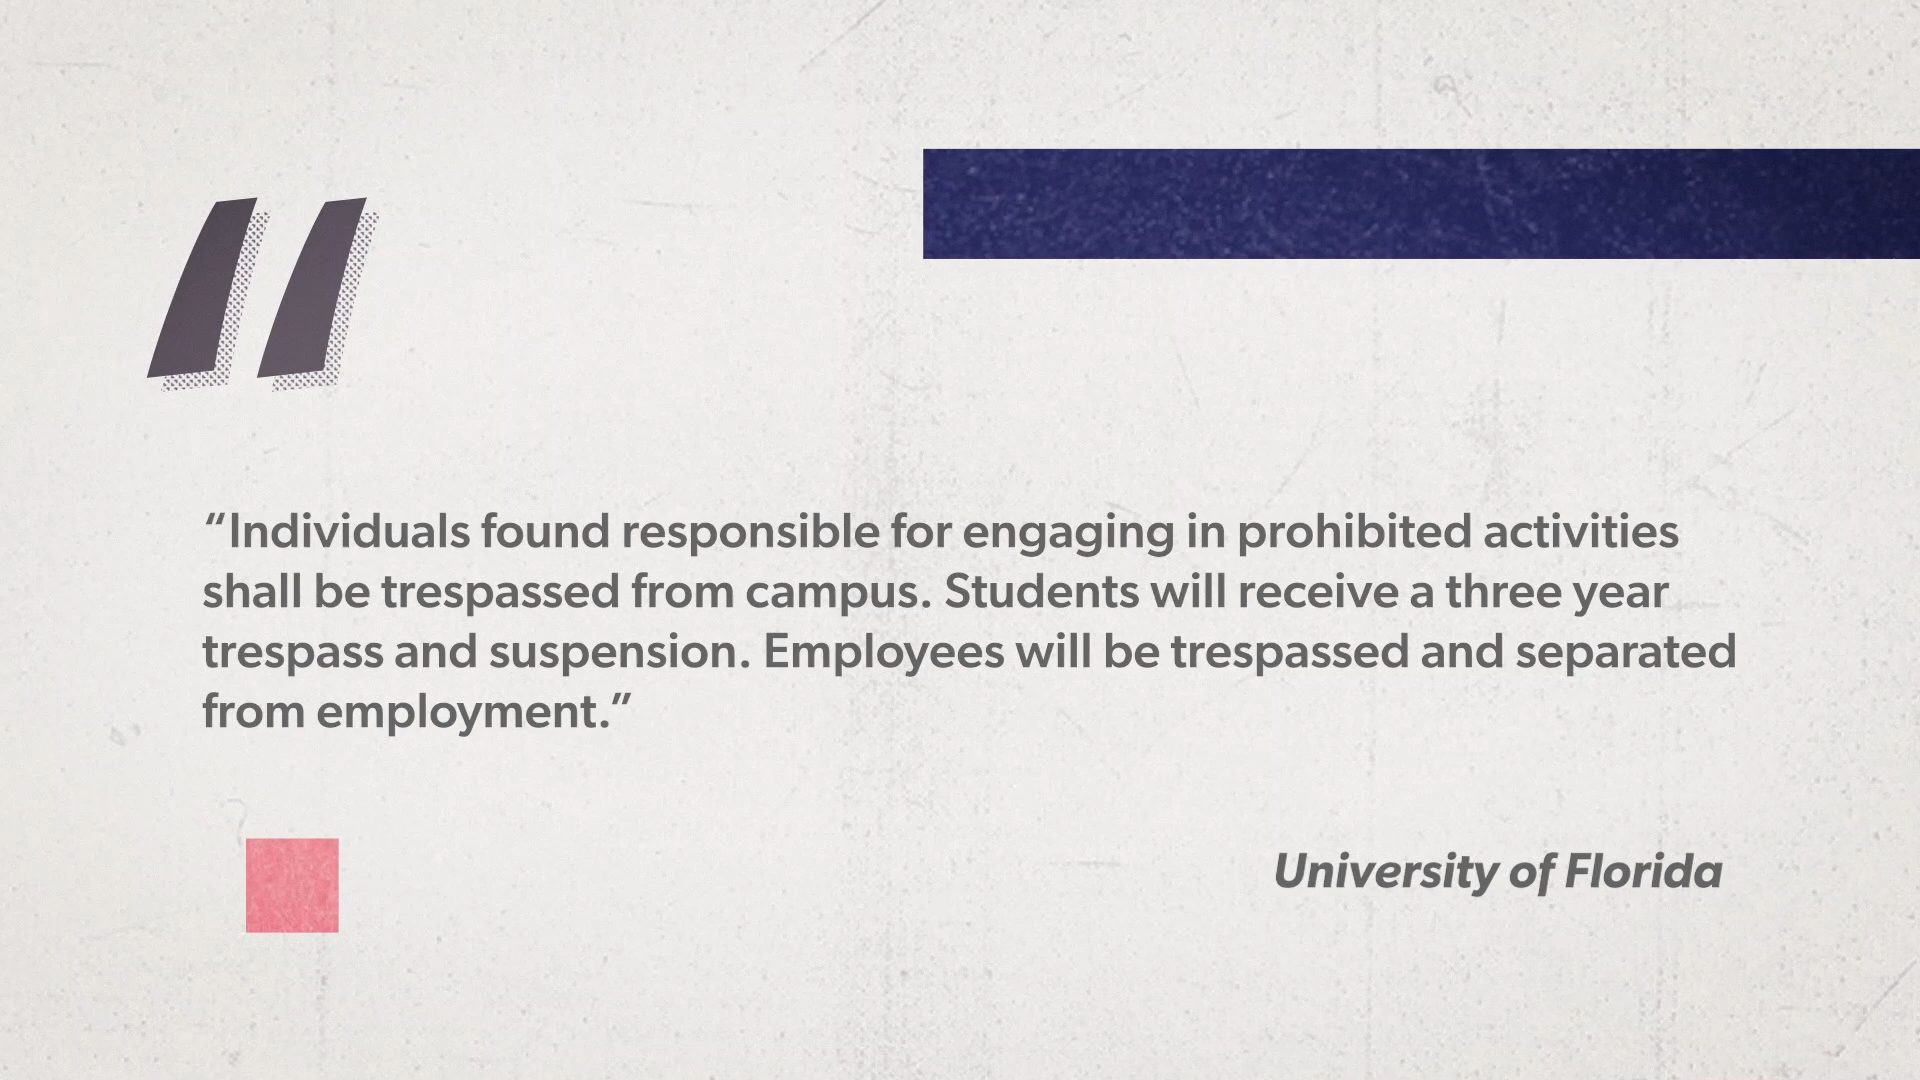 “Individuals found responsible for engaging in prohibited activities
shall be trespassed from campus. Students will receive a three year
trespass and suspension. Employees will be trespassed and separated
from employment.”
University of Florida